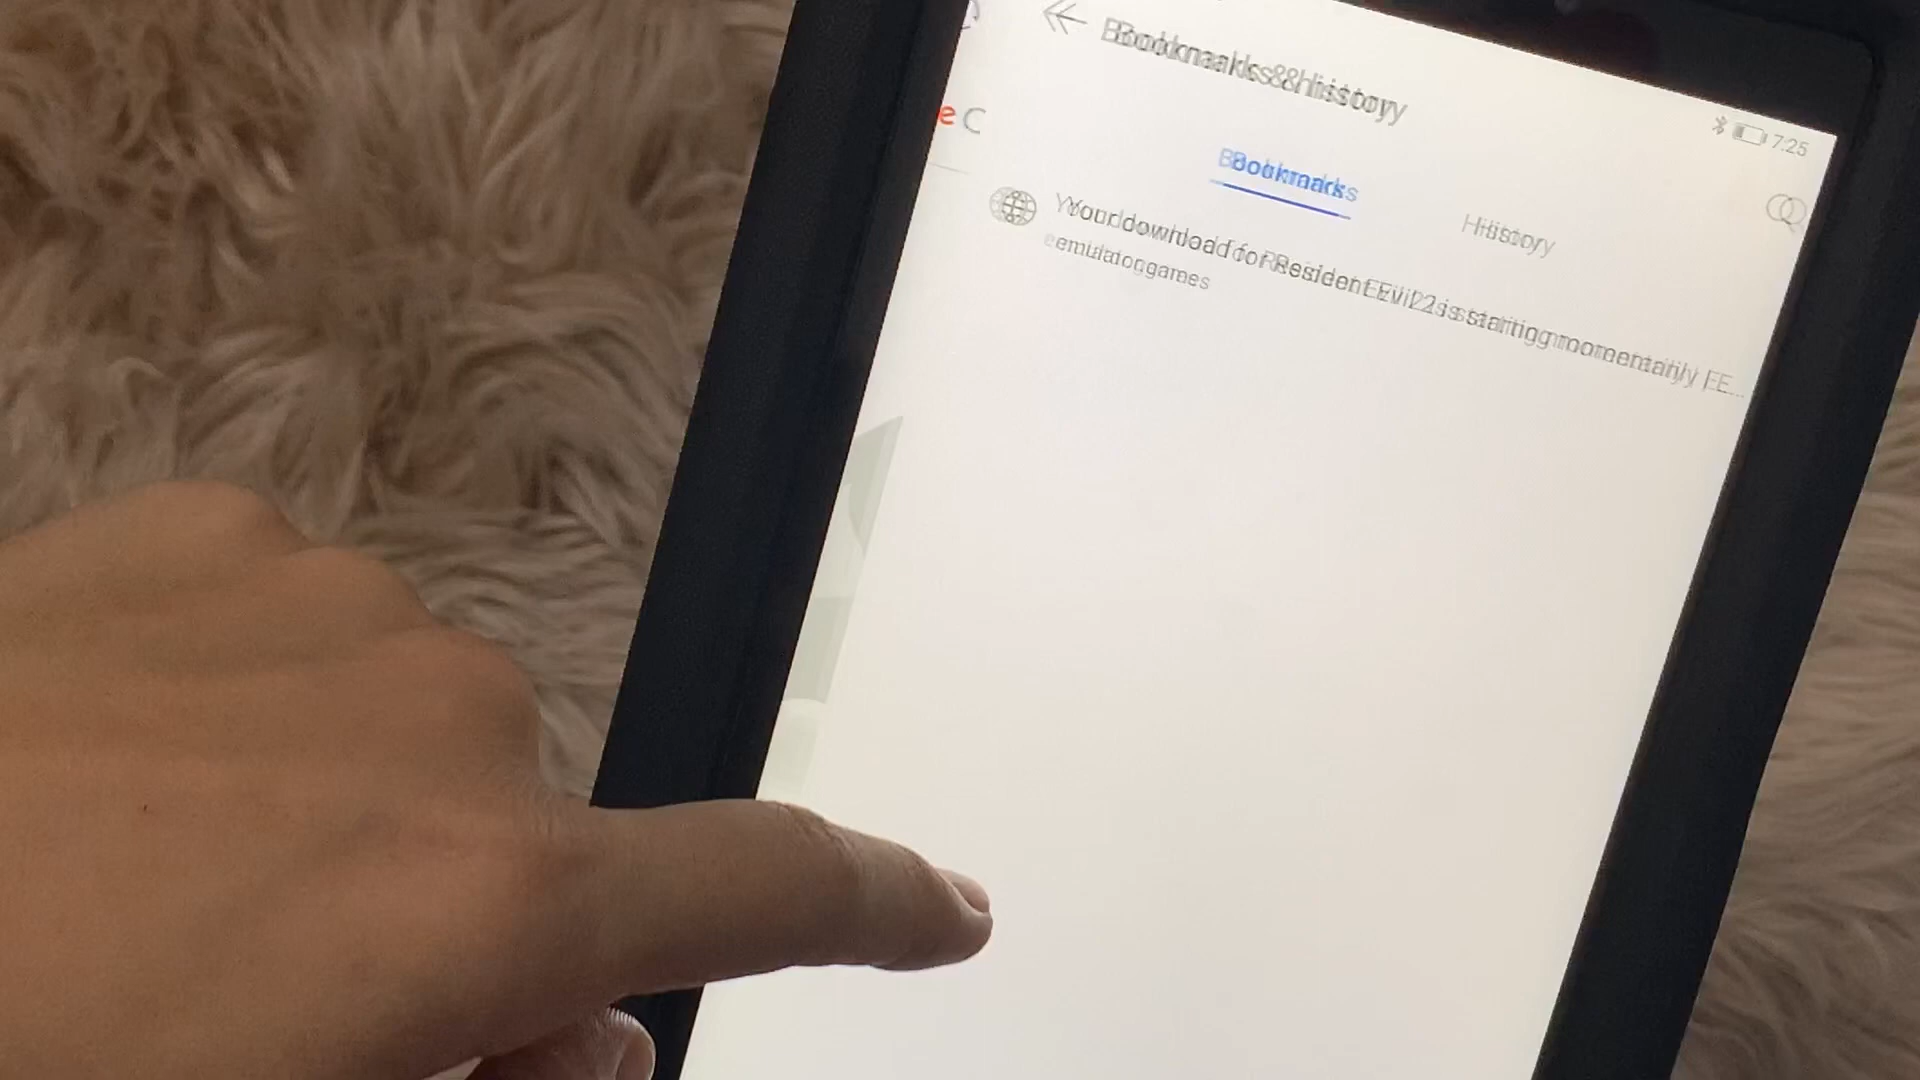 7:25
Bookmarks & History
e C
Bookmarks
History
Your download for Resident Evil 2 is starting momentarily | E...
emulatorgames